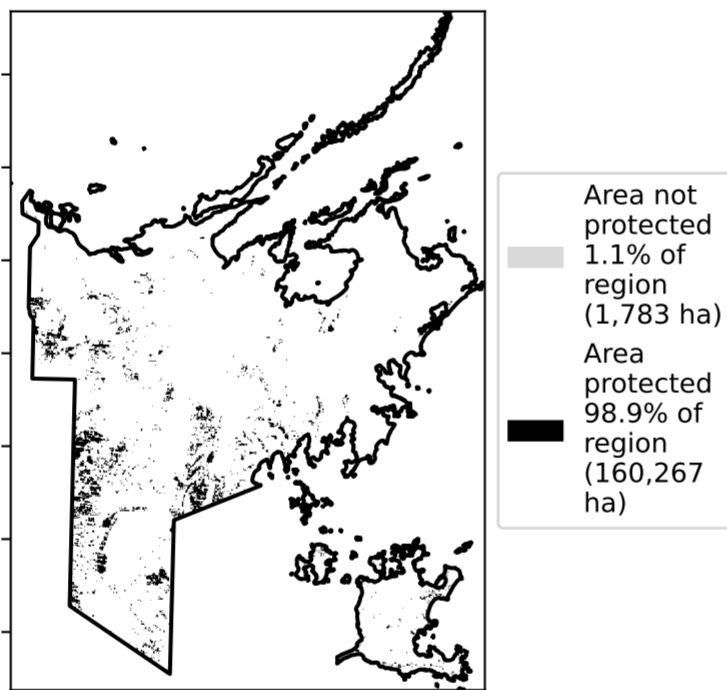 Area not
protected
1.1% of
region
(1,783 ha)
Area
protected
98.9% of
region
(160,267
ha)